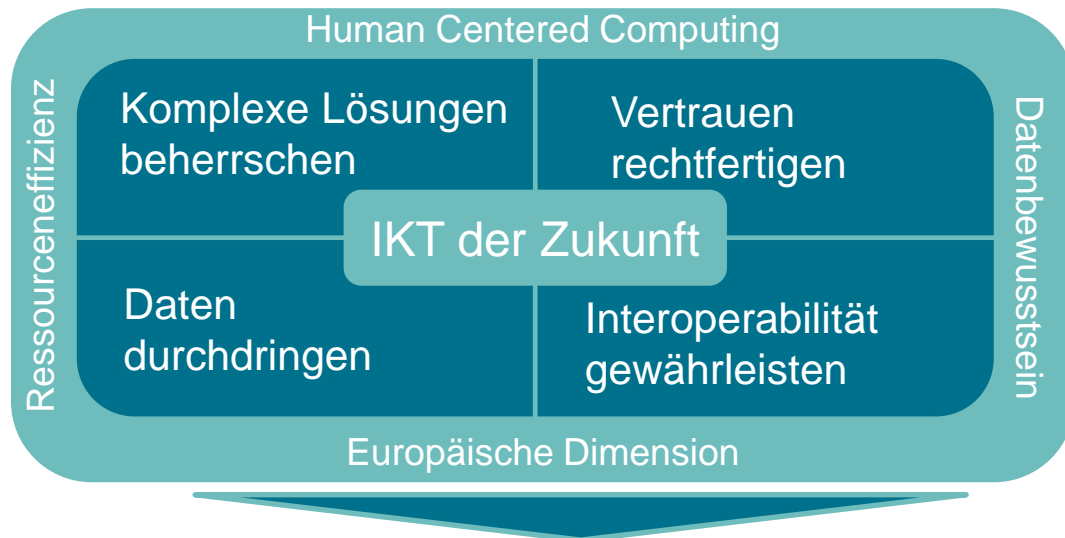 Human Centered Computing
Ressourceneffizienz
Komplexe Lösungen
beherrschen
Vertrauen
rechtfertigen
Datenbewusstsein
IKT der Zukunft
Daten
durchdringen
Interoperabilität
gewährleisten
Europäische Dimension